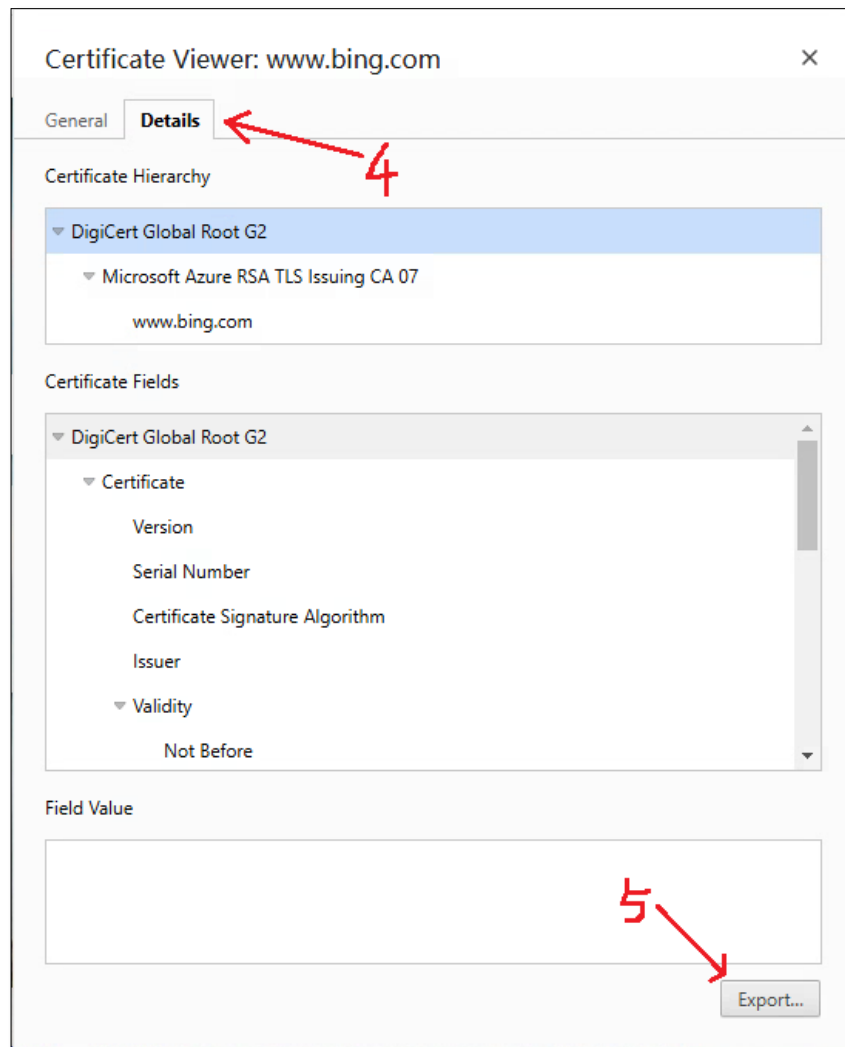 Certificate Viewer: www.bing.com
General Details
4
Certificate Hierarchy
DigiCert Global Root G2
Microsoft Azure RSA TLS Issuing CA 07
www.bing.com
Certificate Fields
DigiCert Global Root G2
Certificate
Version
Serial Number
Certificate Signature Algorithm
Issuer
Validity
Not Before
Field Value
5
Export...